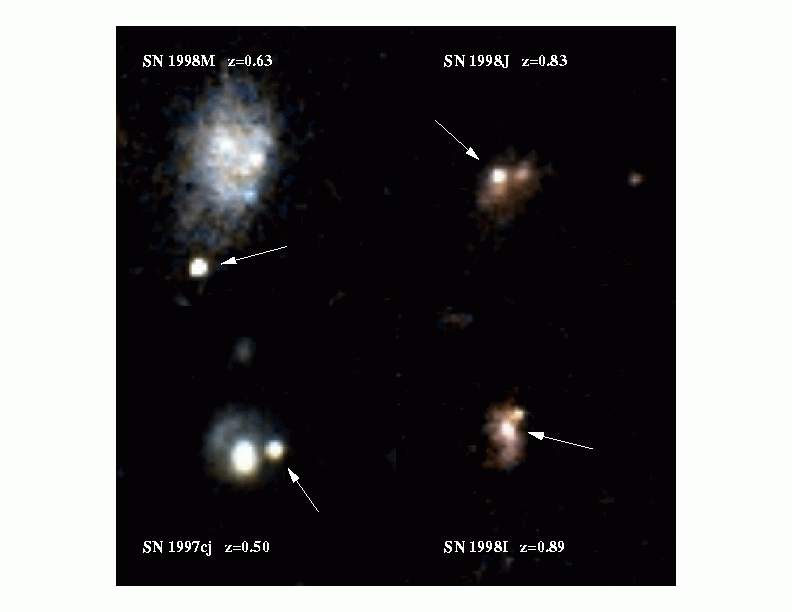 SN 1998M z=0.63
SN 1998J z=0.83
SN 1997cj z=0.50
SN 1998I z=0.89